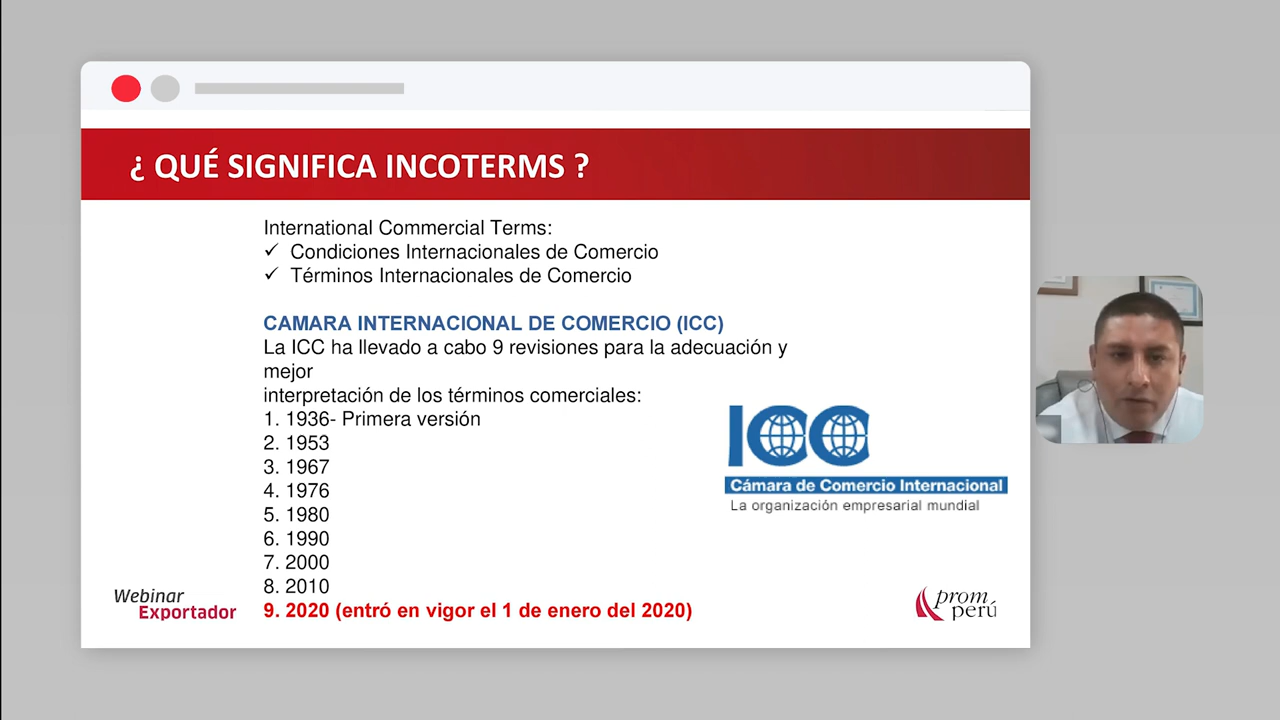 ¿ QUÉ SIGNIFICA INCOTERMS ?
International Commercial Terms:
✓ Condiciones Internacionales de Comercio
✓ Términos Internacionales de Comercio
CAMARA INTERNACIONAL DE COMERCIO (ICC)
La ICC ha llevado a cabo 9 revisiones para la adecuación y
mejor
interpretación de los términos comerciales:
1. 1936- Primera versión
2. 1953
3. 1967
4. 1976
5. 1980
6. 1990
7. 2000
8. 2010
9. 2020 (entró en vigor el 1 de enero del 2020)
ICC
Cámara de Comercio Internacional
La organización empresarial mundial
Webinar
Exportador
prom
perú